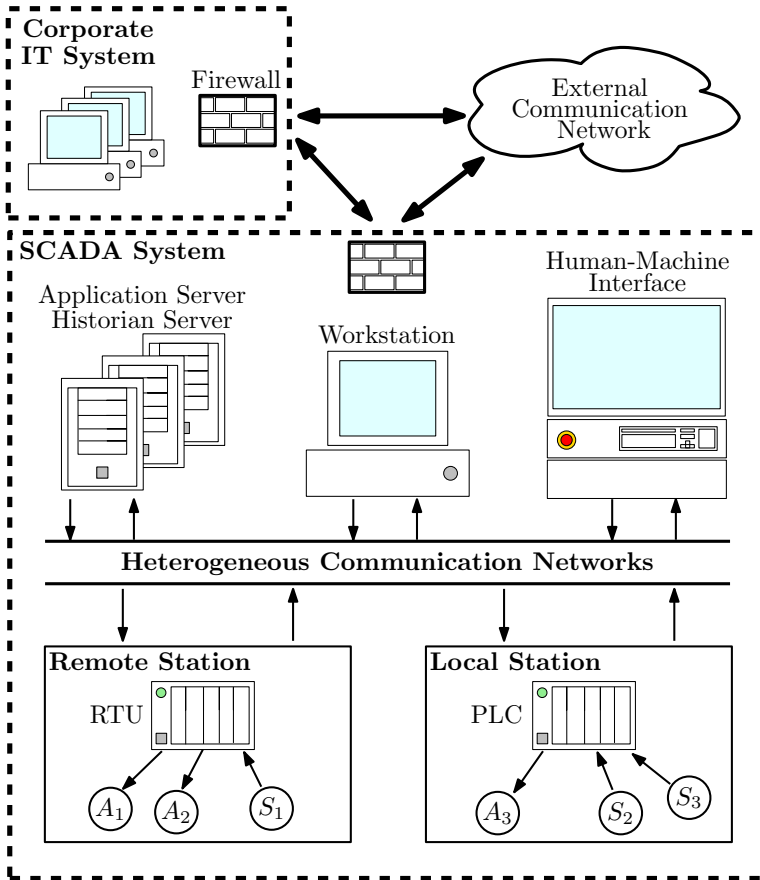 Corporate
IT System
Firewall
External
Communication
Network
SCADA System
Human-Machine
Interface
Application Server
Historian Server
Workstation
Heterogeneous Communication Networks
Remote Station
RTU
A₁
A₂
S₁
Local Station
PLC
A₃
S₂
S₃